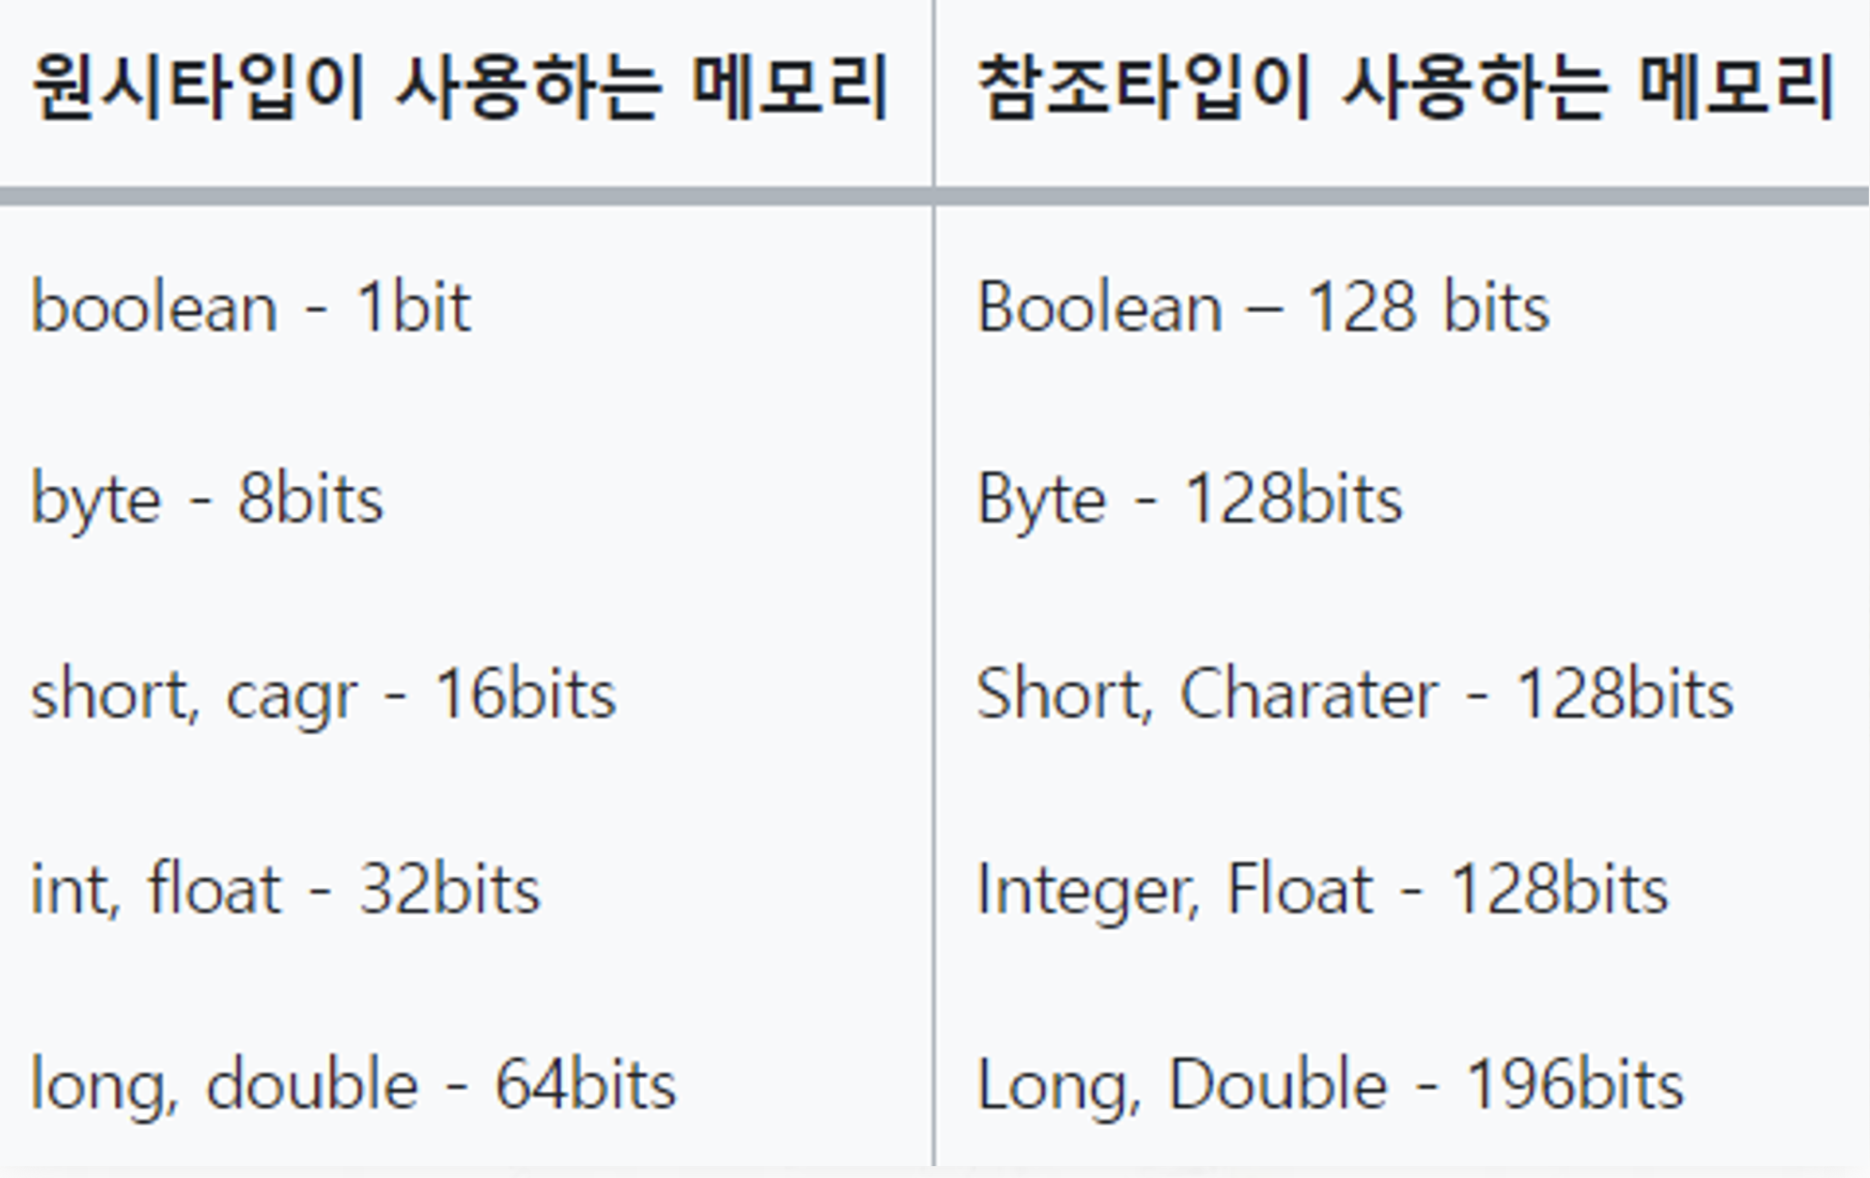 원시타입이 사용하는 메모리 참조타입이 사용하는 메모리
boolean - 1bit Boolean – 128 bits
byte - 8bits Byte - 128bits
short, cagr - 16bits Short, Charater - 128bits
int, float - 32bits Integer, Float - 128bits
long, double - 64bits Long, Double - 196bits